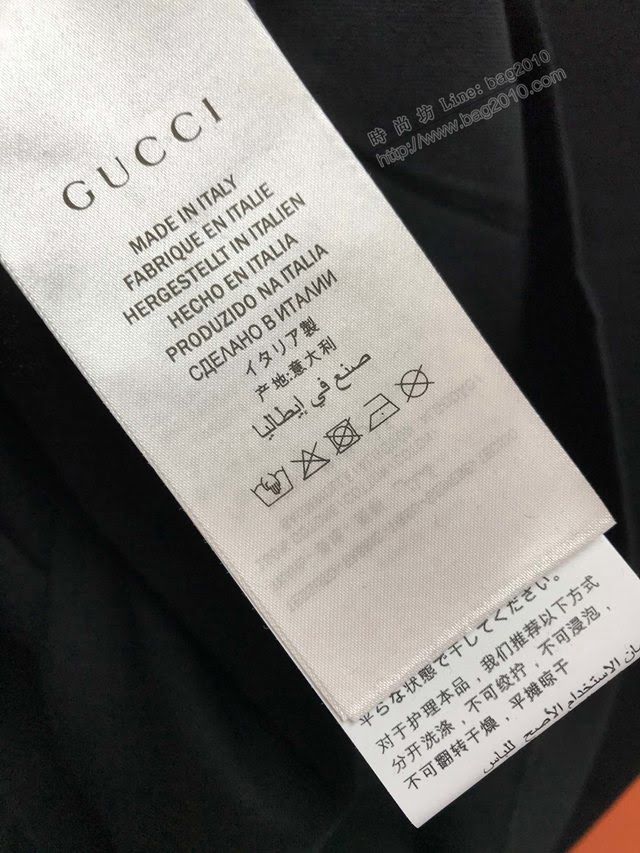 時尚坊 Line: bag2010
http://www.bag2010.com
GUCCI
MADE IN ITALY
FABRIQUE EN ITALIE
HERGESTELLT IN ITALIEN
HECHO EN ITALIA
PRODUZIDO NA ITALIA
СДЕЛАНО В ИТАЛИИ
イタリア製
产地:意大利
صنع في إيطاليا
平らな状態で干してください。
对于护理本品，我们推荐以下方式
分开洗涤，不可绞拧，不可浸泡，
不可翻转干燥，平摊晾干